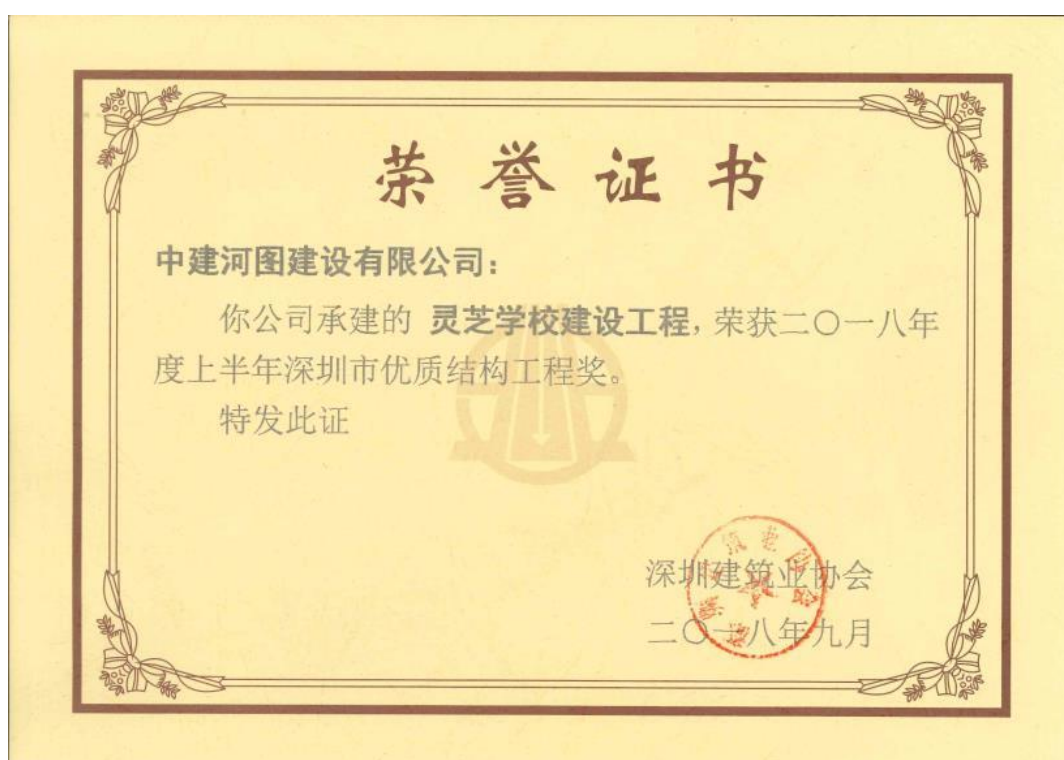 荣誉证书
中建河图建设有限公司：
你公司承建的 灵芝学校建设工程，荣获二〇一八年
度上半年深圳市优质结构工程奖。
特发此证
深圳建筑业协会
二〇一八年九月